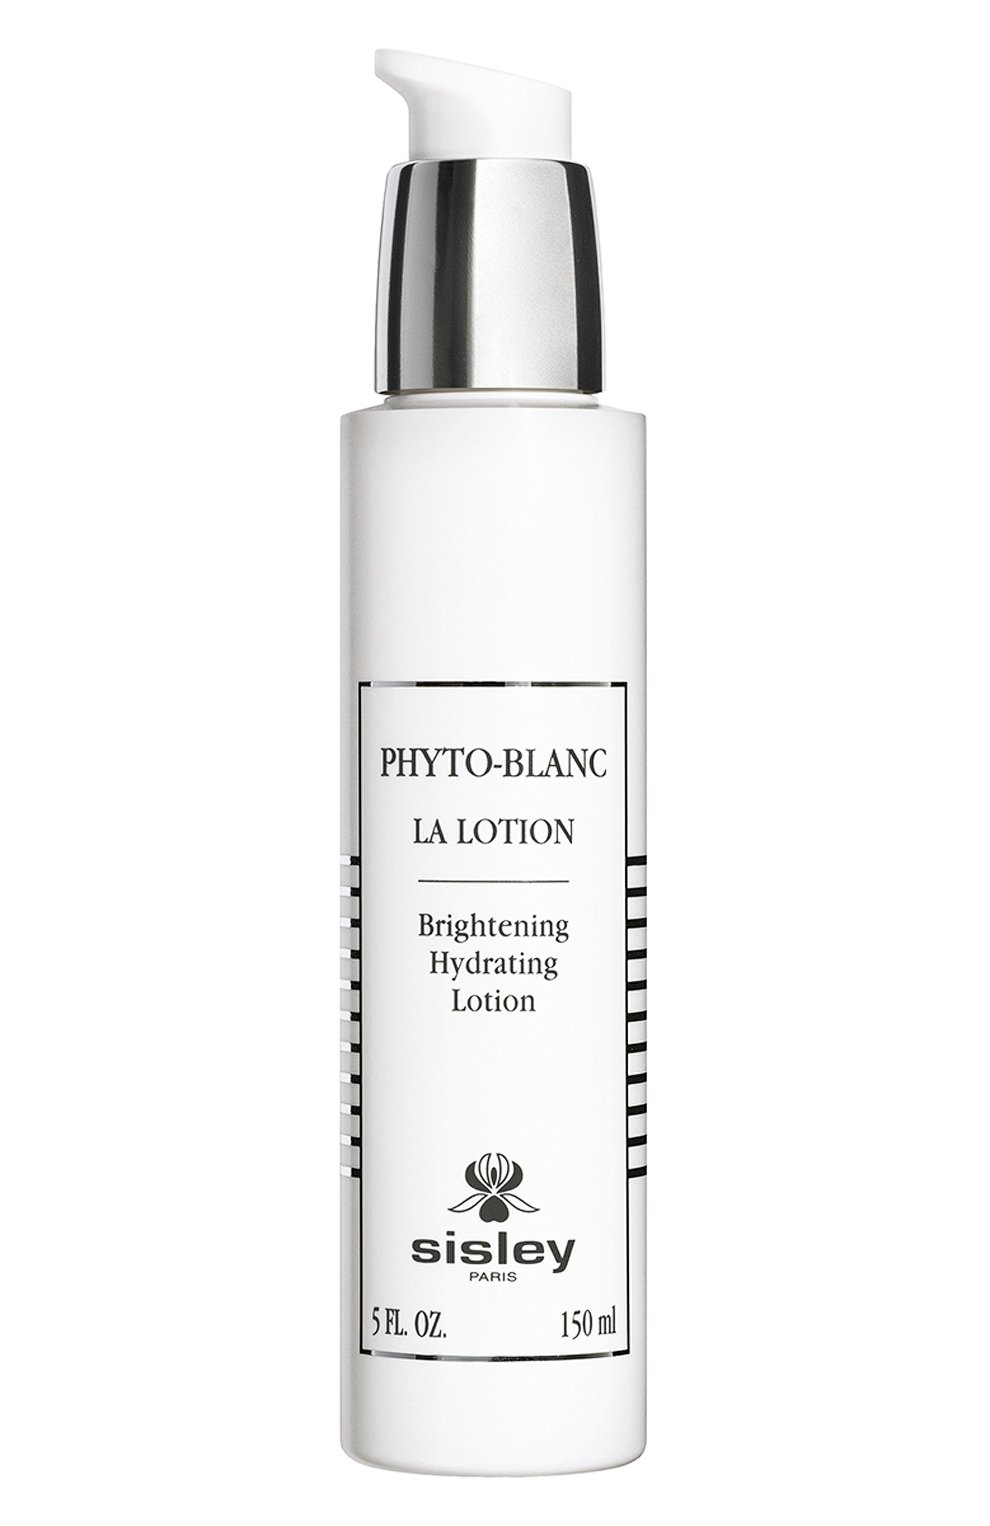 PHYTO-BLANC
LA LOTION
Brightening
Hydrating
Lotion
sisley
PARIS
5 FL. OZ. 150 ml